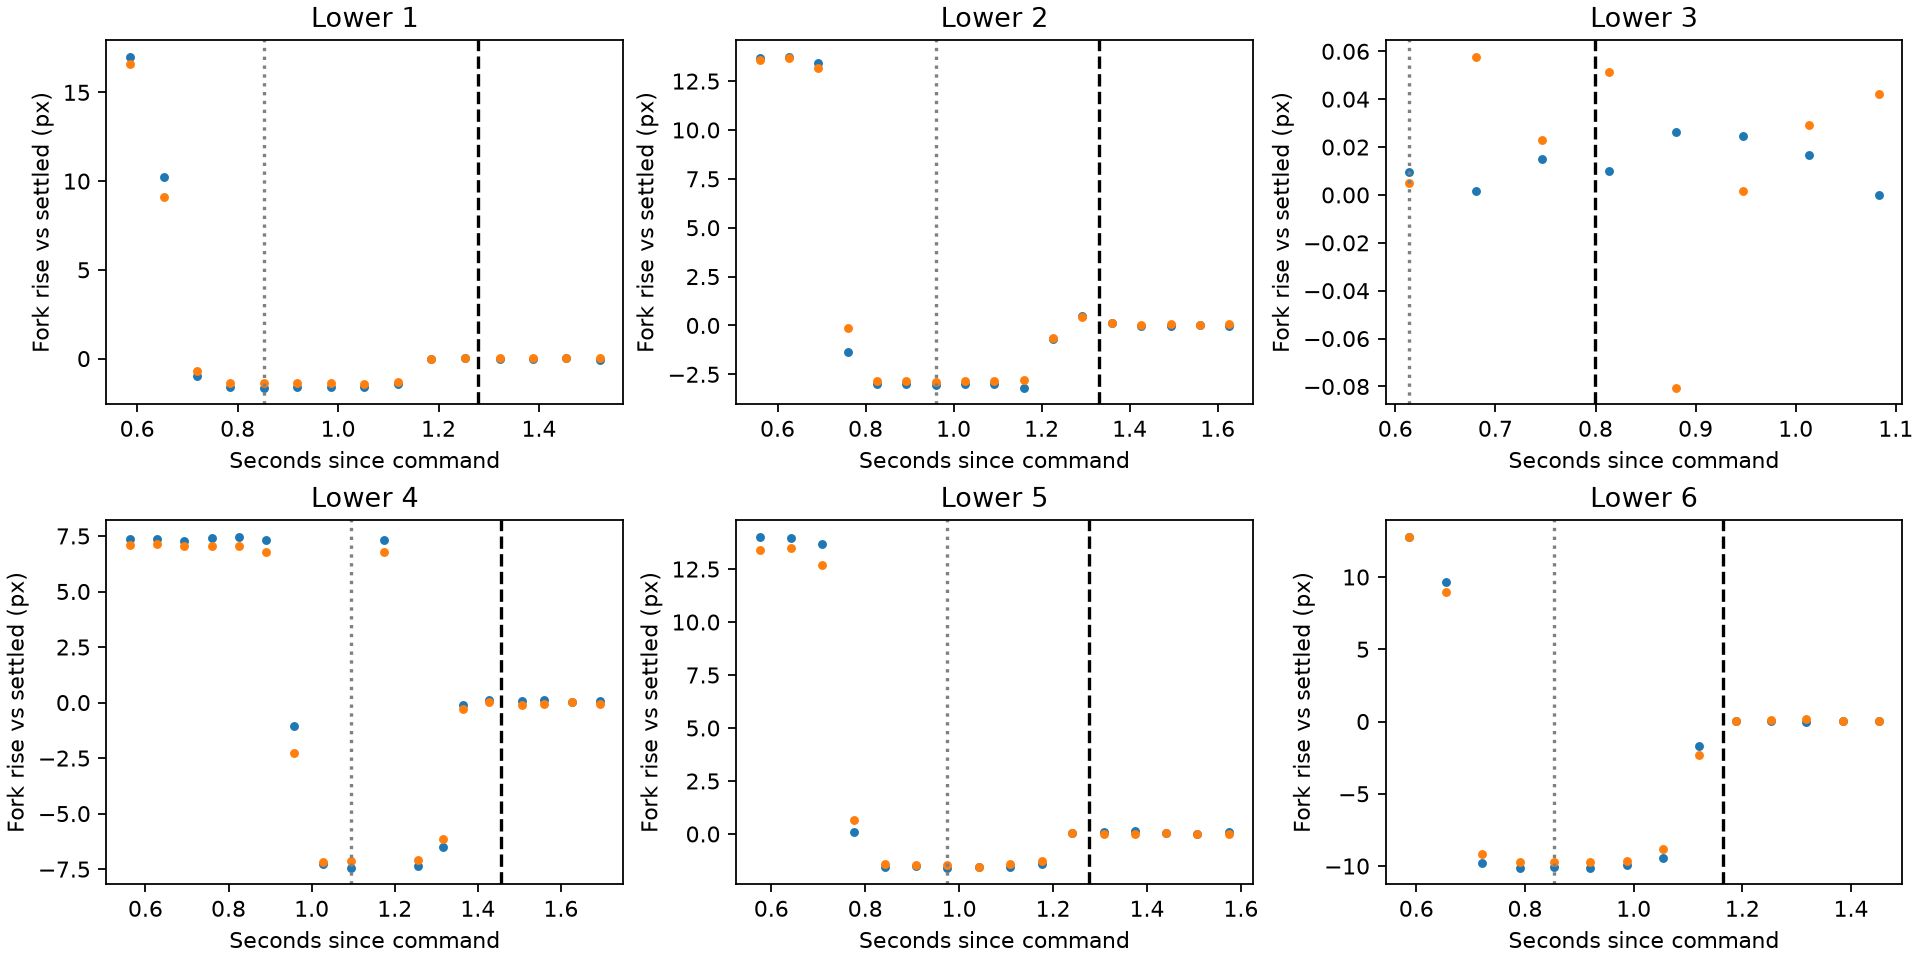 Lower 1
Fork rise vs settled (px)
15
10
5
0
0.6 0.8 1.0 1.2 1.4
Seconds since command
Lower 2
Fork rise vs settled (px)
12.5
10.0
7.5
5.0
2.5
0.0
−2.5
0.6 0.8 1.0 1.2 1.4 1.6
Seconds since command
Lower 3
Fork rise vs settled (px)
0.06
0.04
0.02
0.00
−0.02
−0.04
−0.06
−0.08
0.6 0.7 0.8 0.9 1.0 1.1
Seconds since command
Lower 4
Fork rise vs settled (px)
7.5
5.0
2.5
0.0
−2.5
−5.0
−7.5
0.6 0.8 1.0 1.2 1.4 1.6
Seconds since command
Lower 5
Fork rise vs settled (px)
12.5
10.0
7.5
5.0
2.5
0.0
0.6 0.8 1.0 1.2 1.4 1.6
Seconds since command
Lower 6
Fork rise vs settled (px)
10
5
0
−5
−10
0.6 0.8 1.0 1.2 1.4
Seconds since command